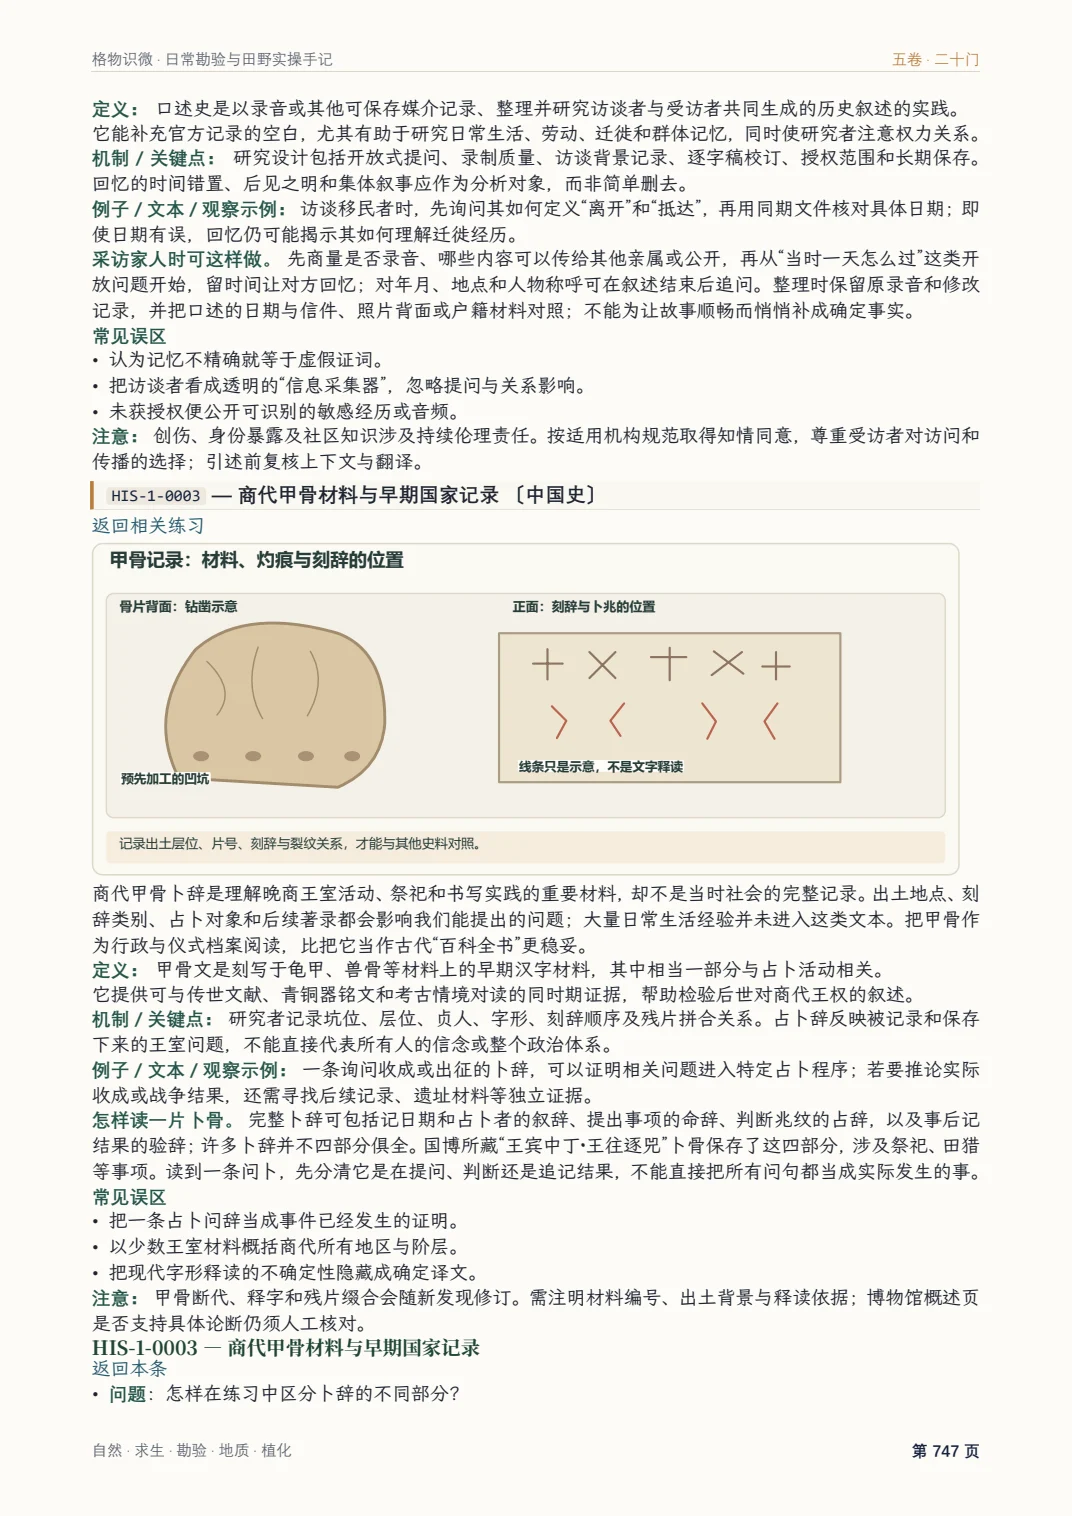 格物识微 · 日常勘验与田野实操手记
五卷 · 二十门
定义： 口述史是以录音或其他可保存媒介记录、整理并研究访谈者与受访者共同生成的历史叙述的实践。
它能补充官方记录的空白，尤其有助于研究日常生活、劳动、迁徙和群体记忆，同时使研究者注意权力关系。
机制 / 关键点： 研究设计包括开放式提问、录制质量、访谈背景记录、逐字稿校订、授权范围和长期保存。
回忆的时间错置、后见之明和集体叙事应作为分析对象，而非简单删去。
例子 / 文本 / 观察示例： 访谈移民者时，先询问其如何定义“离开”和“抵达”，再用同期文件核对具体日期；即
使日期有误，回忆仍可能揭示其如何理解迁徙经历。
采访家人时可这样做。 先商量是否录音、哪些内容可以传给其他亲属或公开，再从“当时一天怎么过”这类开
放问题开始，留时间让对方回忆；对年月、地点和人物称呼可在叙述结束后追问。整理时保留原录音和修改
记录，并把口述的日期与信件、照片背面或户籍材料对照；不能为让故事顺畅而悄悄补成确定事实。
常见误区
• 认为记忆不精确就等于虚假证词。
• 把访谈者看成透明的“信息采集器”，忽略提问与关系影响。
• 未获授权便公开可识别的敏感经历或音频。
注意： 创伤、身份暴露及社区知识涉及持续伦理责任。按适用机构规范取得知情同意，尊重受访者对访问和
传播的选择；引述前复核上下文与翻译。
HIS-1-0003 — 商代甲骨材料与早期国家记录 〔中国史〕
返回相关练习
甲骨记录：材料、灼痕与刻辞的位置
骨片背面：钻凿示意
正面：刻辞与卜兆的位置
预先加工的凹坑
线条只是示意，不是文字释读
记录出土层位、片号、刻辞与裂纹关系，才能与其他史料对照。
商代甲骨卜辞是理解晚商王室活动、祭祀和书写实践的重要材料，却不是当时社会的完整记录。出土地点、刻
辞类别、占卜对象和后续著录都会影响我们能提出的问题；大量日常生活经验并未进入这类文本。把甲骨作
为行政与仪式档案阅读，比把它当作古代“百科全书”更稳妥。
定义： 甲骨文是刻写于龟甲、兽骨等材料上的早期汉字材料，其中相当一部分与占卜活动相关。
它提供可与传世文献、青铜器铭文和考古情境对读的同时期证据，帮助检验后世对商代王权的叙述。
机制 / 关键点： 研究者记录坑位、层位、贞人、字形、刻辞顺序及残片拼合关系。占卜辞反映被记录和保存
下来的王室问题，不能直接代表所有人的信念或整个政治体系。
例子 / 文本 / 观察示例： 一条询问收成或出征的卜辞，可以证明相关问题进入特定占卜程序；若要推论实际
收成或战争结果，还需寻找后续记录、遗址材料等独立证据。
怎样读一片卜骨。 完整卜辞可包括记日期和占卜者的叙辞、提出事项的命辞、判断兆纹的占辞，以及事后记
结果的验辞；许多卜辞并不四部分俱全。国博所藏“王宾中丁·王往逐兕”卜骨保存了这四部分，涉及祭祀、田猎
等事项。读到一条问卜，先分清它是在提问、判断还是追记结果，不能直接把所有问句都当成实际发生的事。
常见误区
• 把一条占卜问辞当成事件已经发生的证明。
• 以少数王室材料概括商代所有地区与阶层。
• 把现代字形释读的不确定性隐藏成确定译文。
注意： 甲骨断代、释字和残片缀合会随新发现修订。需注明材料编号、出土背景与释读依据；博物馆概述页
是否支持具体论断仍须人工核对。
HIS-1-0003 — 商代甲骨材料与早期国家记录
返回本条
• 问题：怎样在练习中区分卜辞的不同部分？
自然 · 求生 · 勘验 · 地质 · 植化
第 747 页